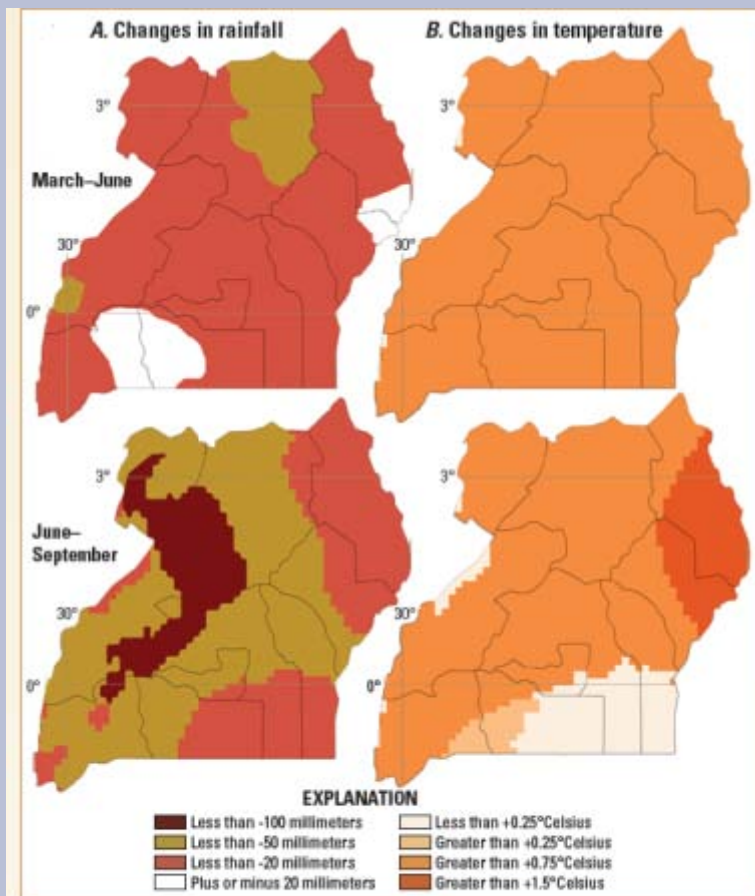 A. Changes in rainfall
B. Changes in temperature
3°
3°
March–June
30°
30°
0°
0°
3°
3°
June–
September
30°
30°
0°
0°
EXPLANATION
Less than -100 millimeters
Less than -50 millimeters
Less than -20 millimeters
Plus or minus 20 millimeters
Less than +0.25°Celsius
Greater than +0.25°Celsius
Greater than +0.75°Celsius
Greater than +1.5°Celsius